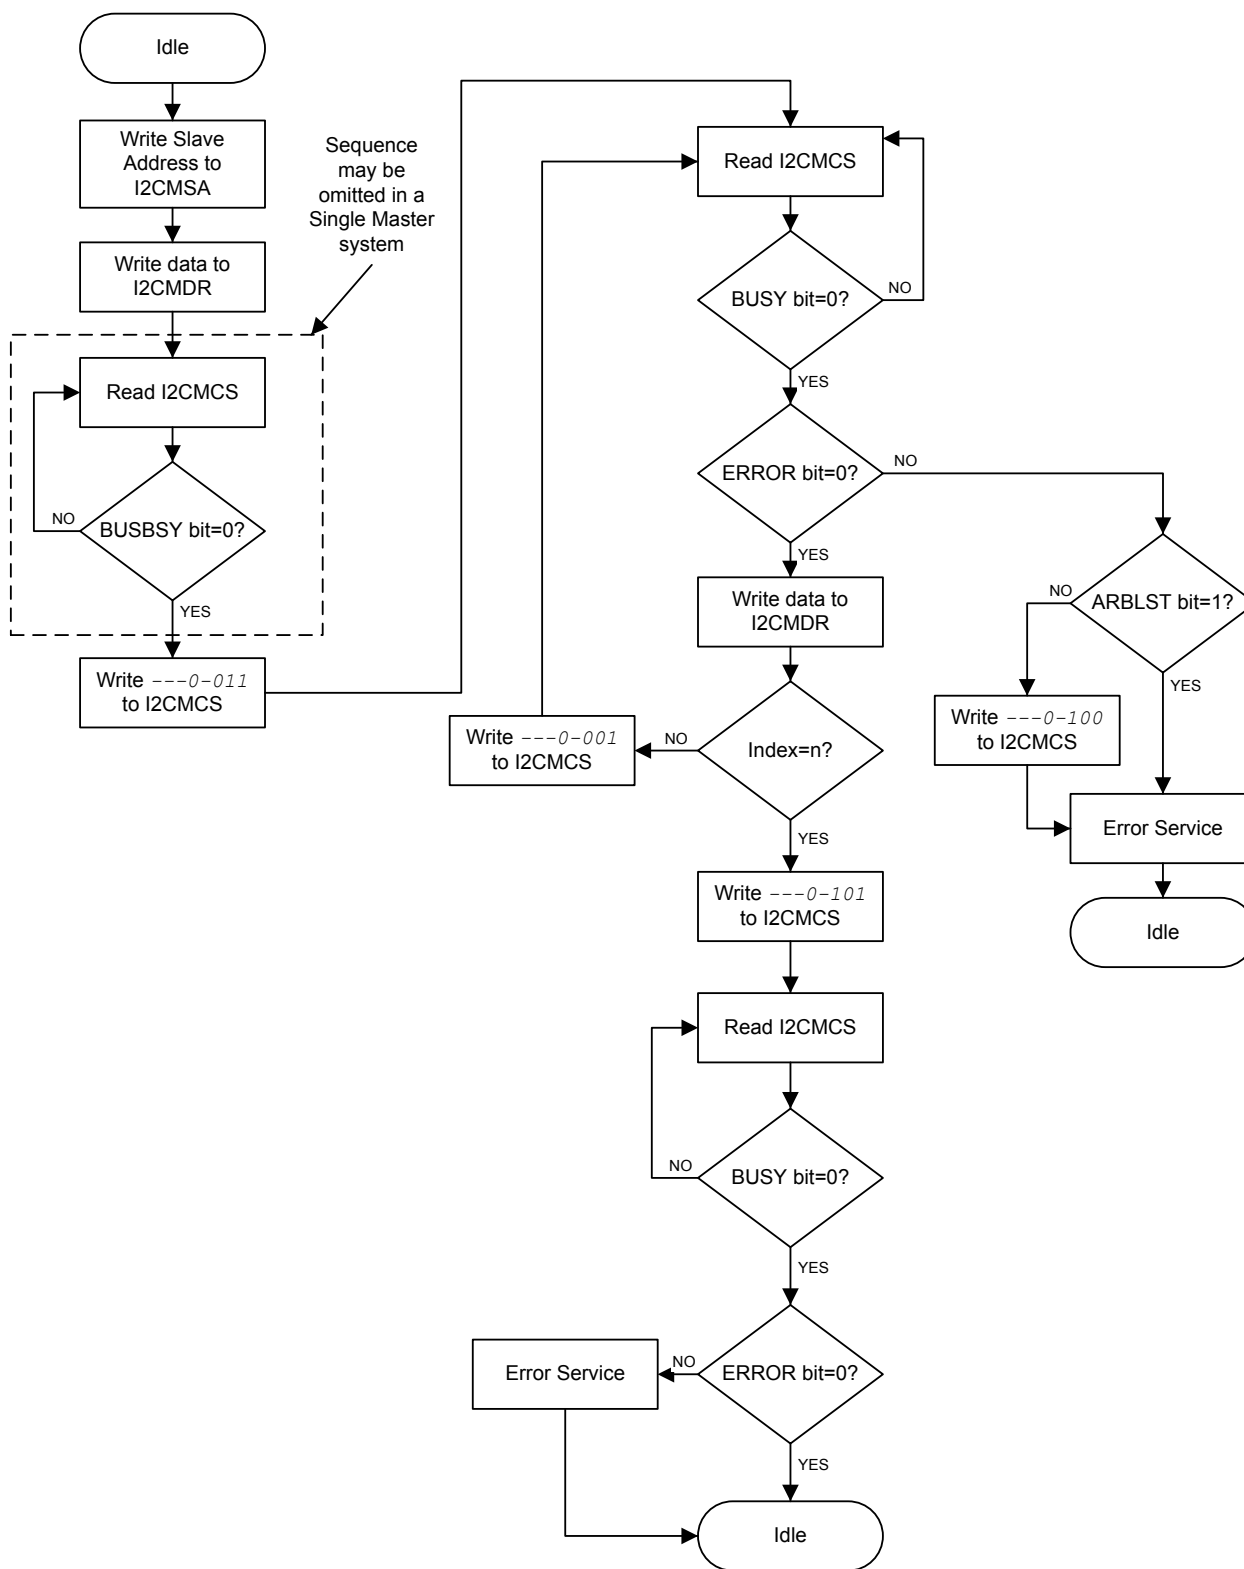 Idle
Write Slave
Address to
I2CMSA
Write data to
I2CMDR
Sequence
may be
omitted in a
Single Master
system
Read I2CMCS
BUSBSY bit=0?
NO
YES
Write ---0-011
to I2CMCS
Read I2CMCS
BUSY bit=0?
NO
YES
ERROR bit=0?
NO
YES
Write data to
I2CMDR
Index=n?
NO
Write ---0-001
to I2CMCS
YES
ARBLST bit=1?
NO
YES
Write ---0-100
to I2CMCS
Error Service
Idle
Write ---0-101
to I2CMCS
Read I2CMCS
BUSY bit=0?
NO
YES
ERROR bit=0?
NO
Error Service
YES
Idle